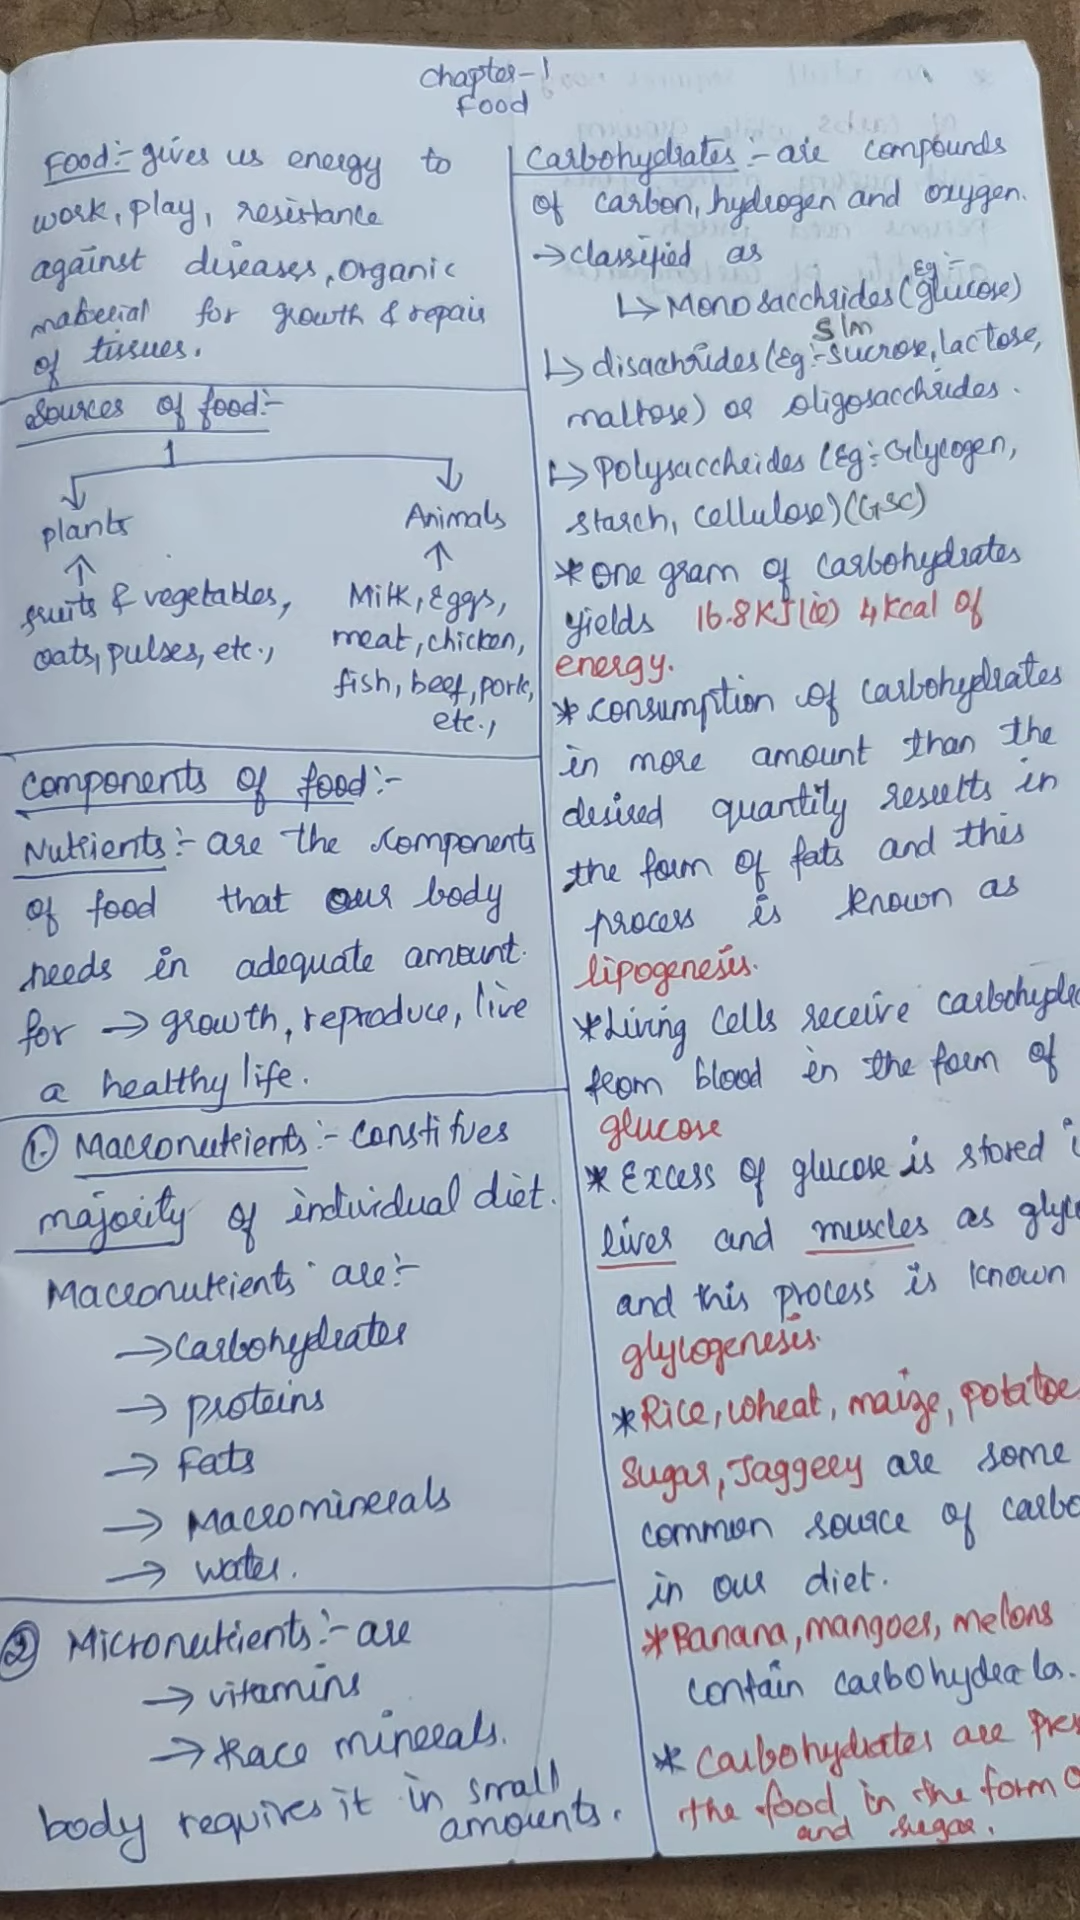 Chapter-1
Food
Food:- gives us energy to
work, play, resistance
against diseases, organic
material for growth & repair
of tissues.
Sources of food:-
plants
Animals
fruits & vegetables,
oats, pulses, etc.,
Milk, Eggs,
meat, chicken,
fish, beef, pork,
etc.,
Components of food:-
Nutrients:- are the components
of food that our body
needs in adequate amount.
for → growth, reproduce, live
a healthy life.
1. Macronutrients:- constitues
majority of individual diet.
Macronutrients are:-
→ Carbohydrates
→ proteins
→ Fats
→ Macrominerals
→ water.
2 Micronutrients:- are
→ vitamins
→ trace minerals.
body requires it in small
amounts.
Carbohydrates:- are compounds
of carbon, hydrogen and oxygen.
→ classified as
Eg:-
↳ Monosacchrides (glucose)
Slm
↳ disacchrides (Eg:- Sucrose, lactose,
maltose) or oligosacchrides.
↳ Polysaccheides (Eg:- Glycogen,
starch, Cellulose) (GSC)
* One gram of carbohydrates
yields 16.8KJ (ie) 4 Kcal of
energy.
* Consumption of carbohydrates
in more amount than the
desired quantity results in
the form of fats and this
process is known as
lipogenesis.
* Living Cells receive
from blood in the form of
glucose
* Excess of glucose is stored
liver and muscles as
and this process is known
glycogenesis.
* Rice, wheat, maize,
Sugar, Jaggery are some
common source of
in our diet.
* Banana, mangoes, melons
contain
* Carbohydrates are
the food in the form
and sugar.